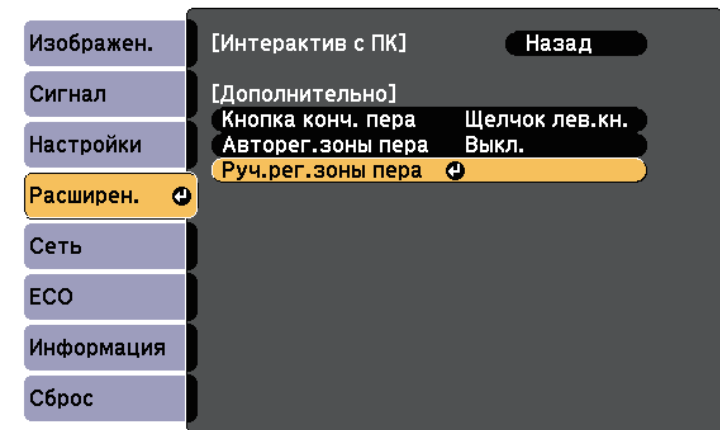 Изображен.
Сигнал
Настройки
Расширен.
Сеть
ECO
Информация
Сброс
[Интерактив с ПК] Назад
[Дополнительно]
Кнопка конч. пера Щелчок лев.кн.
Авторег.зоны пера Выкл.
Руч.рег.зоны пера